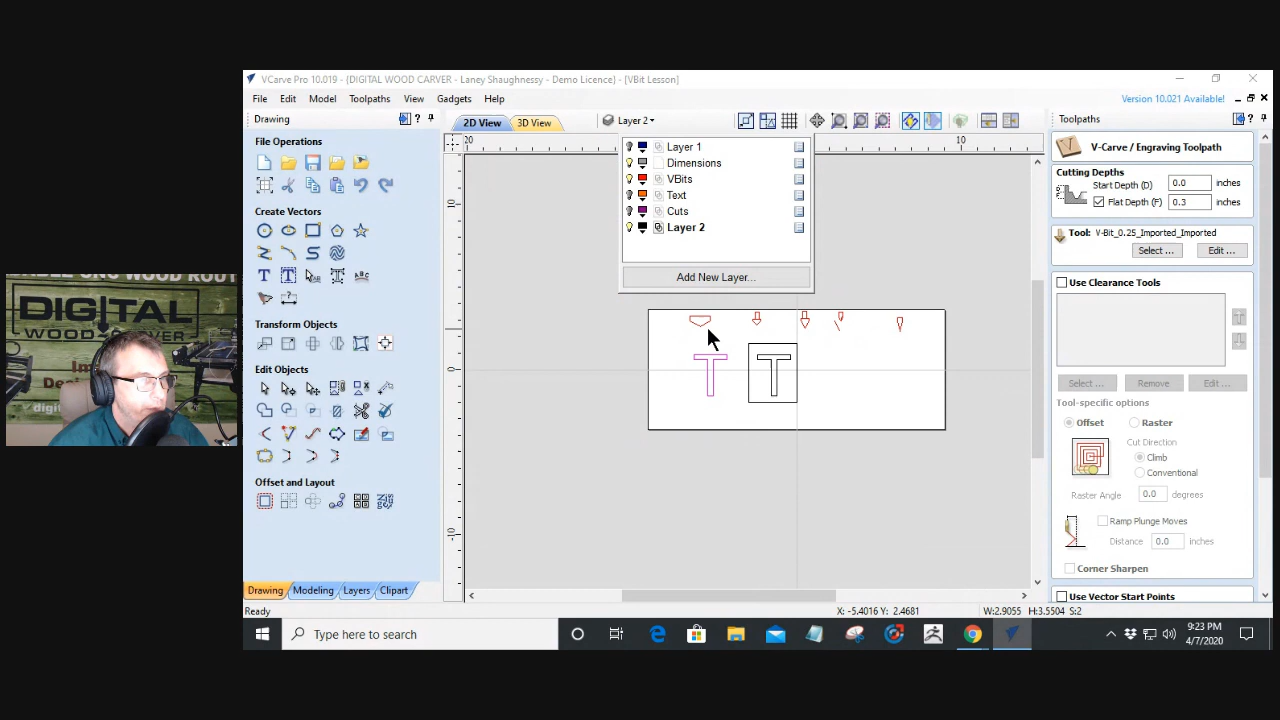 VCarve Pro 10.019 - {DIGITAL WOOD CARVER - Laney Shaughnessy - Demo Licence} - [VBit Lesson]
File Edit Model Toolpaths View Gadgets Help
Version 10.021 Available!
Drawing
File Operations
Create Vectors
Transform Objects
Edit Objects
Offset and Layout
Drawing Modeling Layers Clipart
Ready
2D View 3D View
Layer 2
20
10
10
0
-10
Layer 1
Dimensions
VBits
Text
Cuts
Layer 2
Add New Layer...
T T
Toolpaths
V-Carve / Engraving Toolpath
Cutting Depths
Start Depth (D) 0.0 inches
Flat Depth (F) 0.3 inches
Tool: V-Bit_0.25_Imported_Imported
Select ... Edit ...
Use Clearance Tools
Select ... Remove Edit ...
Tool-specific options
Offset Raster
Cut Direction
Climb
Conventional
Raster Angle 0.0 degrees
Ramp Plunge Moves
Distance 0.0 inches
Corner Sharpen
Use Vector Start Points
X: -5.4016 Y: 2.4681
W:2.9055 H:3.5504 S:2
Type here to search
9:23 PM
4/7/2020
DIGITAL
WOOD CARVER